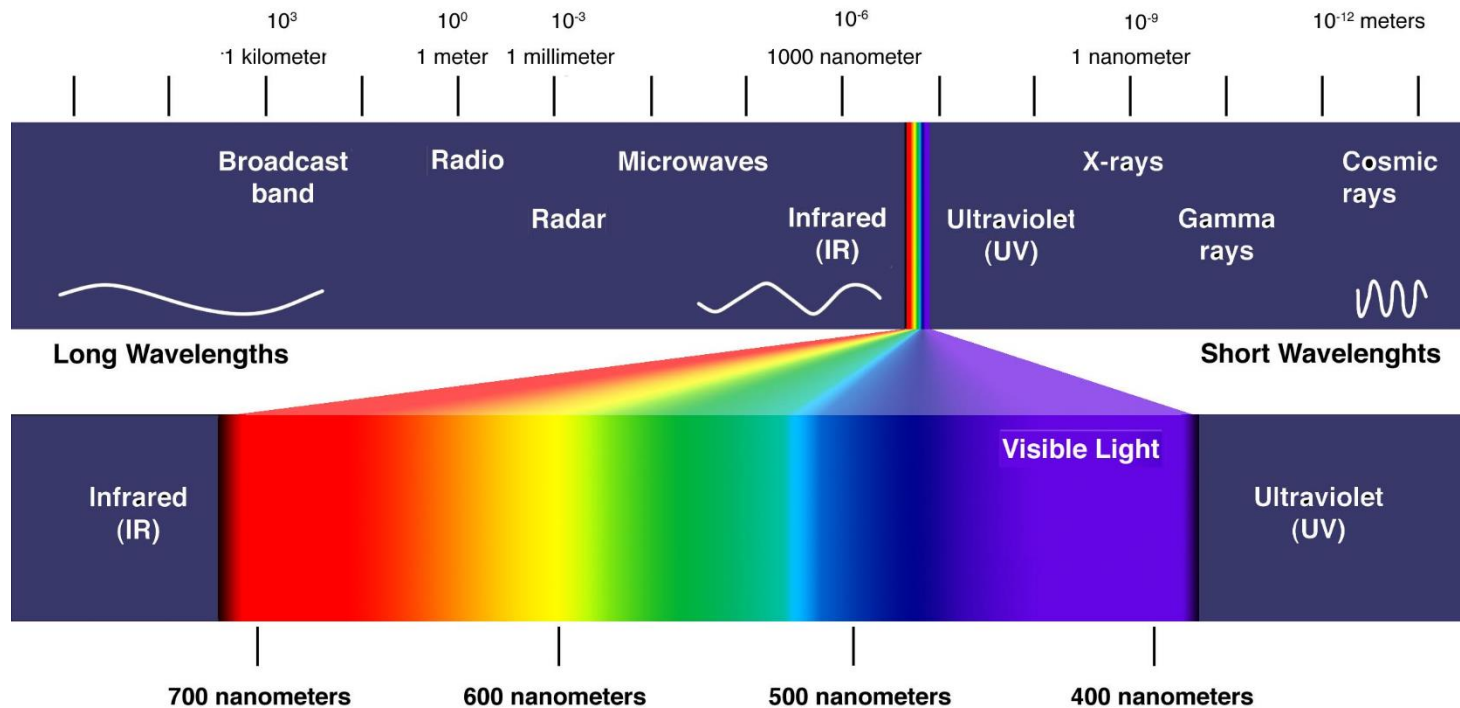 10³ 10⁰ 10⁻³ 10⁻⁶ 10⁻⁹ 10⁻¹² meters
1 kilometer 1 meter 1 millimeter 1000 nanometer 1 nanometer
Broadcast
band
Radio
Radar
Microwaves
Infrared
(IR)
Ultraviolet
(UV)
X-rays
Gamma
rays
Cosmic
rays
Long Wavelengths
Short Wavelenghts
Infrared
(IR)
Visible Light
Ultraviolet
(UV)
700 nanometers 600 nanometers 500 nanometers 400 nanometers